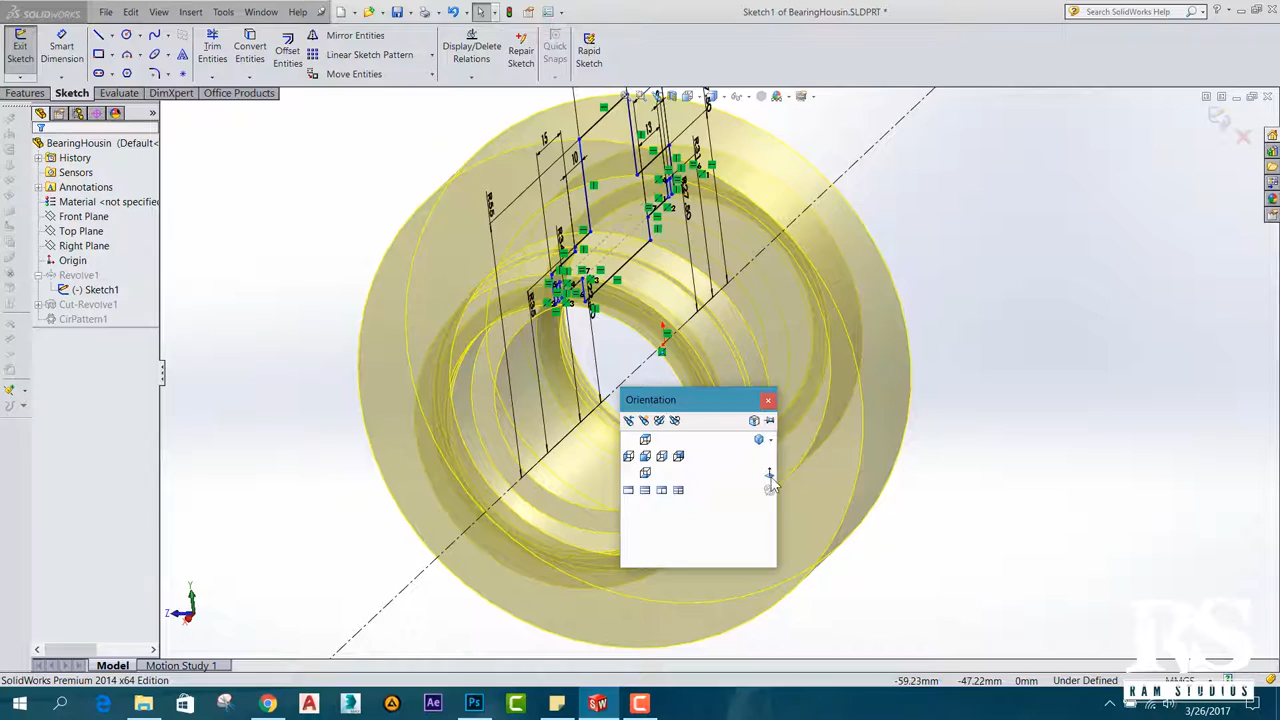 SOLIDWORKS
File Edit View Insert Tools Window Help
Sketch1 of BearingHousin.SLDPRT *
Search SolidWorks Help
Exit Sketch
Smart Dimension
Trim Entities
Convert Entities
Offset Entities
Mirror Entities
Linear Sketch Pattern
Move Entities
Display/Delete Relations
Repair Sketch
Quick Snaps
Rapid Sketch
Features Sketch Evaluate DimXpert Office Products
BearingHousin (Default<
History
Sensors
Annotations
Material <not specified
Front Plane
Top Plane
Right Plane
Origin
Revolve1
(-) Sketch1
Cut-Revolve1
CirPattern1
15
10
Orientation
Y
Z
Model Motion Study 1
SolidWorks Premium 2014 x64 Edition
-59.23mm -47.22mm 0mm Under Defined
RS
RAM STUDIOS
3/26/2017